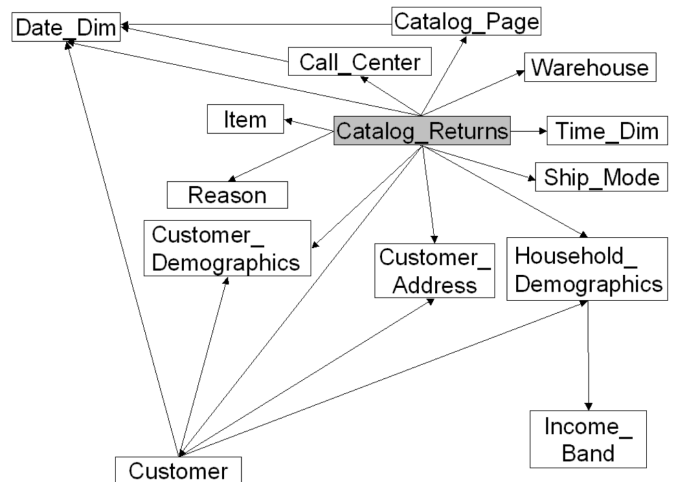 Date_Dim
Catalog_Page
Call_Center
Warehouse
Item
Catalog_Returns
Time_Dim
Ship_Mode
Reason
Customer_
Demographics
Customer_
Address
Household_
Demographics
Income_
Band
Customer